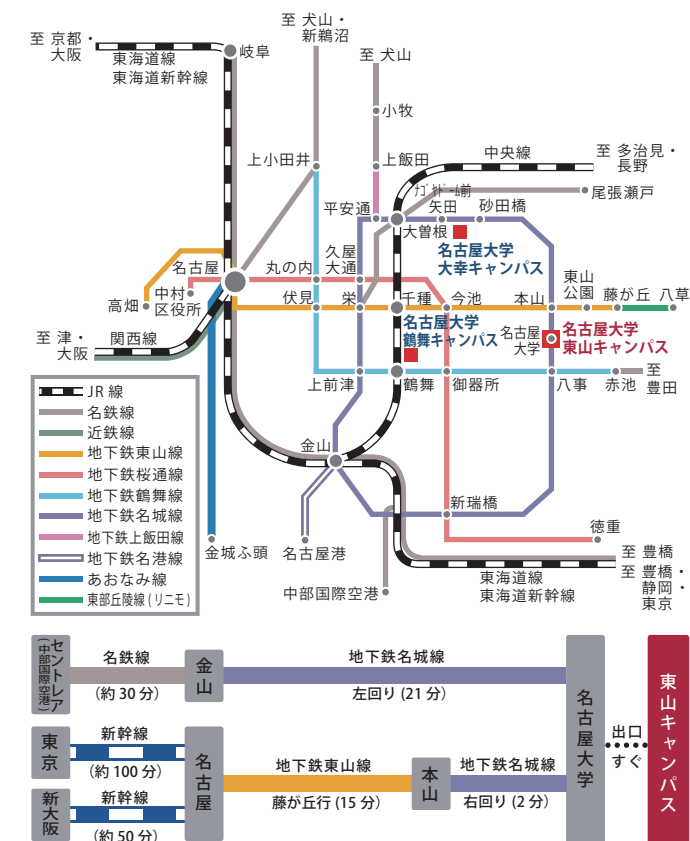 至 犬山・
新鵜沼
至 京都・
大阪
東海道線
東海道新幹線
岐阜
至 犬山
小牧
上小田井
上飯田
中央線
至 多治見・
長野
尾張瀬戸
ナゴヤドーム前
矢田
砂田橋
平安通
大曽根
名古屋大学
大幸キャンパス
名古屋
丸の内
久屋
大通
高畑
中村
区役所
伏見
栄
千種
今池
本山
東山
公園
藤が丘
八草
至 津・
大阪
関西線
名古屋大学
鶴舞キャンパス
名古屋
大学
名古屋大学
東山キャンパス
上前津
鶴舞
御器所
八事
赤池
至
豊田
JR 線
名鉄線
近鉄線
地下鉄東山線
地下鉄桜通線
地下鉄鶴舞線
地下鉄名城線
地下鉄上飯田線
地下鉄名港線
あおなみ線
東部丘陵線(リニモ)
金山
新瑞橋
徳重
金城ふ頭
名古屋港
中部国際空港
至 豊橋
東海道線
東海道新幹線
至 豊橋・
静岡・
東京
セントレア
(中部国際空港)
名鉄線
(約 30 分)
金山
地下鉄名城線
左回り (21 分)
東京
新幹線
(約 100 分)
新大阪
新幹線
(約 50 分)
名古屋
地下鉄東山線
藤が丘行 (15 分)
本山
地下鉄名城線
右回り (2 分)
名古屋大学
出口
すぐ
東山キャンパス